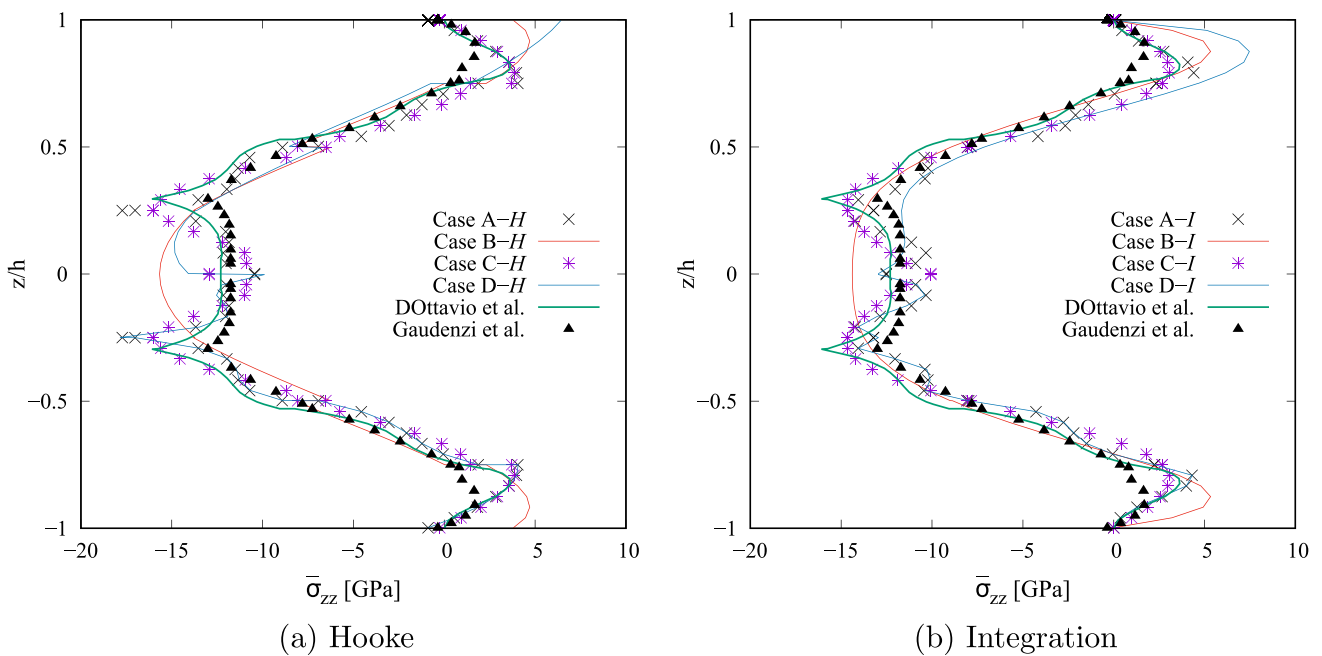 1
0.5
0
−0.5
−1
z/h
−20
−15
−10
−5
0
5
10
σ̅zz [GPa]
Case A−H
Case B−H
Case C−H
Case D−H
DOttavio et al.
Gaudenzi et al.
(a) Hooke
1
0.5
0
−0.5
−1
z/h
−20
−15
−10
−5
0
5
10
σ̅zz [GPa]
Case A−I
Case B−I
Case C−I
Case D−I
DOttavio et al.
Gaudenzi et al.
(b) Integration